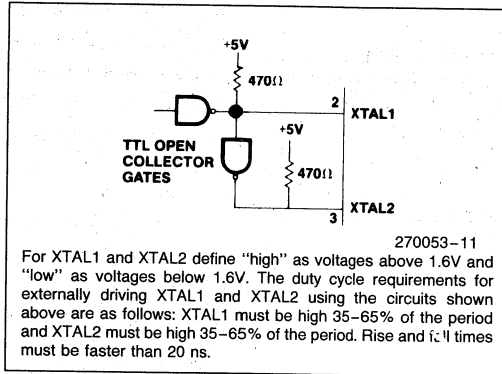 +5V
470Ω
2
XTAL1
+5V
TTL OPEN
COLLECTOR
GATES
470Ω
XTAL2
3
270053–11
For XTAL1 and XTAL2 define "high" as voltages above 1.6V and
"low" as voltages below 1.6V. The duty cycle requirements for
externally driving XTAL1 and XTAL2 using the circuits shown
above are as follows: XTAL1 must be high 35–65% of the period
and XTAL2 must be high 35–65% of the period. Rise and fall times
must be faster than 20 ns.